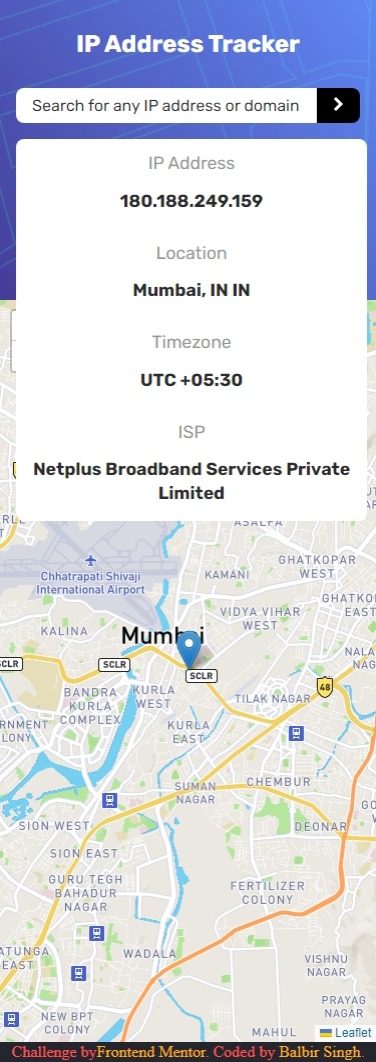 IP Address Tracker
Search for any IP address or domain
IP Address
180.188.249.159
Location
Mumbai, IN IN
Timezone
UTC +05:30
ISP
Netplus Broadband Services Private
Limited
ASALFA
Chhatrapati Shivaji
International Airport
KAMANI
GHATKOPAR
WEST
VIDYA VIHAR
WEST
KALINA
Mumbai
SCLR
SCLR
SCLR
BANDRA
KURLA
COMPLEX
KURLA
WEST
TILAK NAGAR
48
KURLA
EAST
SUMAN
NAGAR
CHEMBUR
SION WEST
DEONAR
SION EAST
GURU TEGH
BAHADUR
NAGAR
FERTILIZER
COLONY
WADALA
VISHNU
NAGAR
PRAYAG
NAGAR
NEW BPT
COLONY
MAHUL
Leaflet
Challenge byFrontend Mentor. Coded by Balbir Singh.